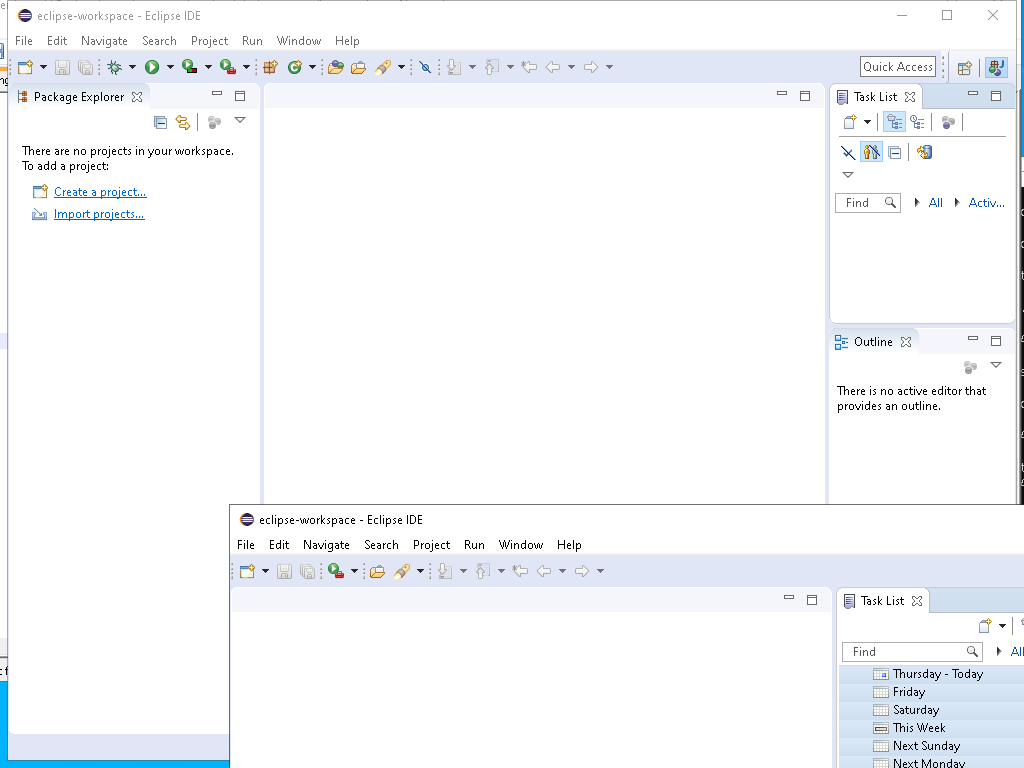 eclipse-workspace - Eclipse IDE
File Edit Navigate Search Project Run Window Help
Quick Access
Package Explorer
Task List
There are no projects in your workspace.
To add a project:
Create a project...
Import projects...
Find All Activ...
Outline
There is no active editor that
provides an outline.
eclipse-workspace - Eclipse IDE
File Edit Navigate Search Project Run Window Help
Task List
Find All
Thursday - Today
Friday
Saturday
This Week
Next Sunday
Next Monday